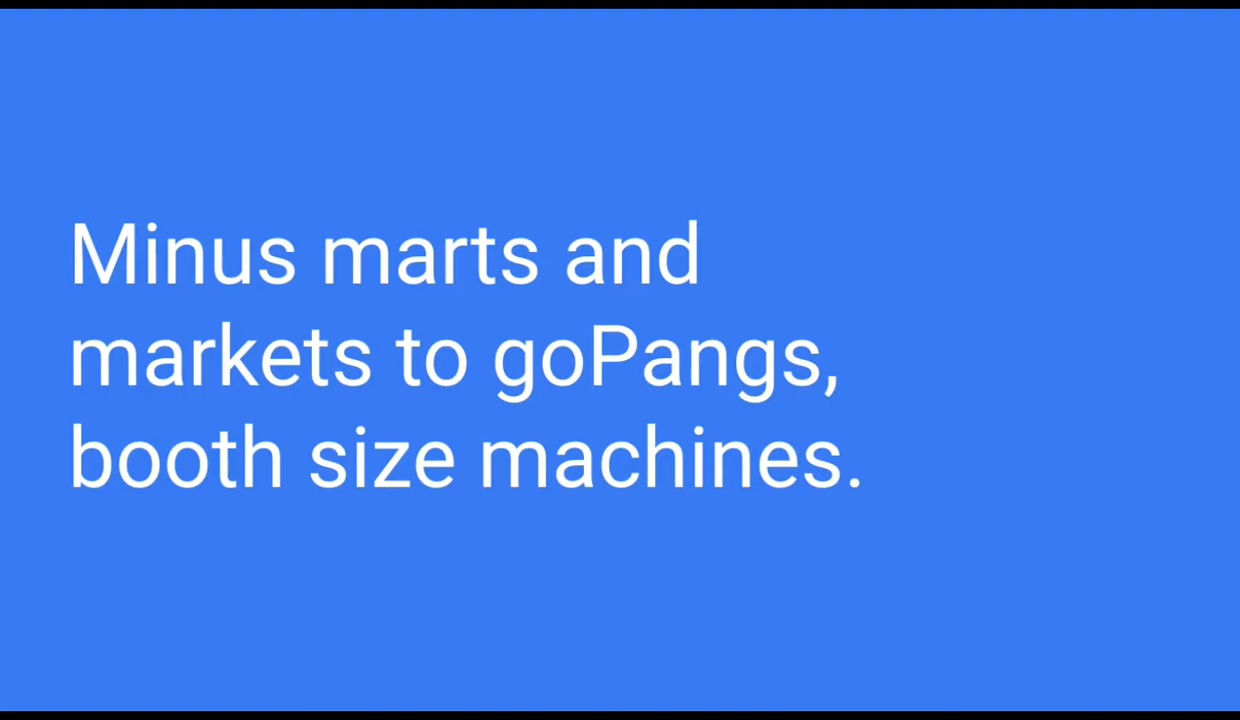 Minus marts and
markets to goPangs,
booth size machines.